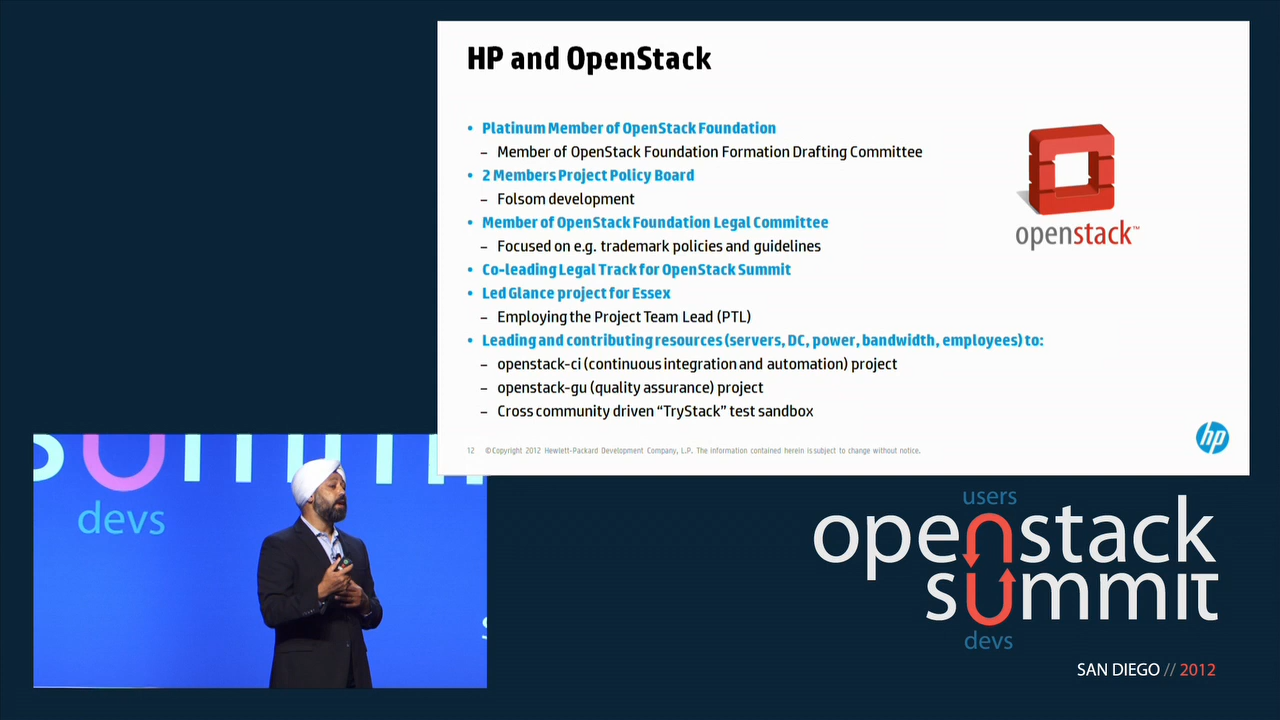 HP and OpenStack
• Platinum Member of OpenStack Foundation
– Member of OpenStack Foundation Formation Drafting Committee
• 2 Members Project Policy Board
– Folsom development
• Member of OpenStack Foundation Legal Committee
– Focused on e.g. trademark policies and guidelines
• Co-leading Legal Track for OpenStack Summit
• Led Glance project for Essex
– Employing the Project Team Lead (PTL)
• Leading and contributing resources (servers, DC, power, bandwidth, employees) to:
– openstack-ci (continuous integration and automation) project
– openstack-gu (quality assurance) project
– Cross community driven “TryStack” test sandbox
12 © Copyright 2012 Hewlett-Packard Development Company, L.P. The information contained herein is subject to change without notice.
openstack™
hp
summit
devs
users
openstack
summit
devs
SAN DIEGO // 2012